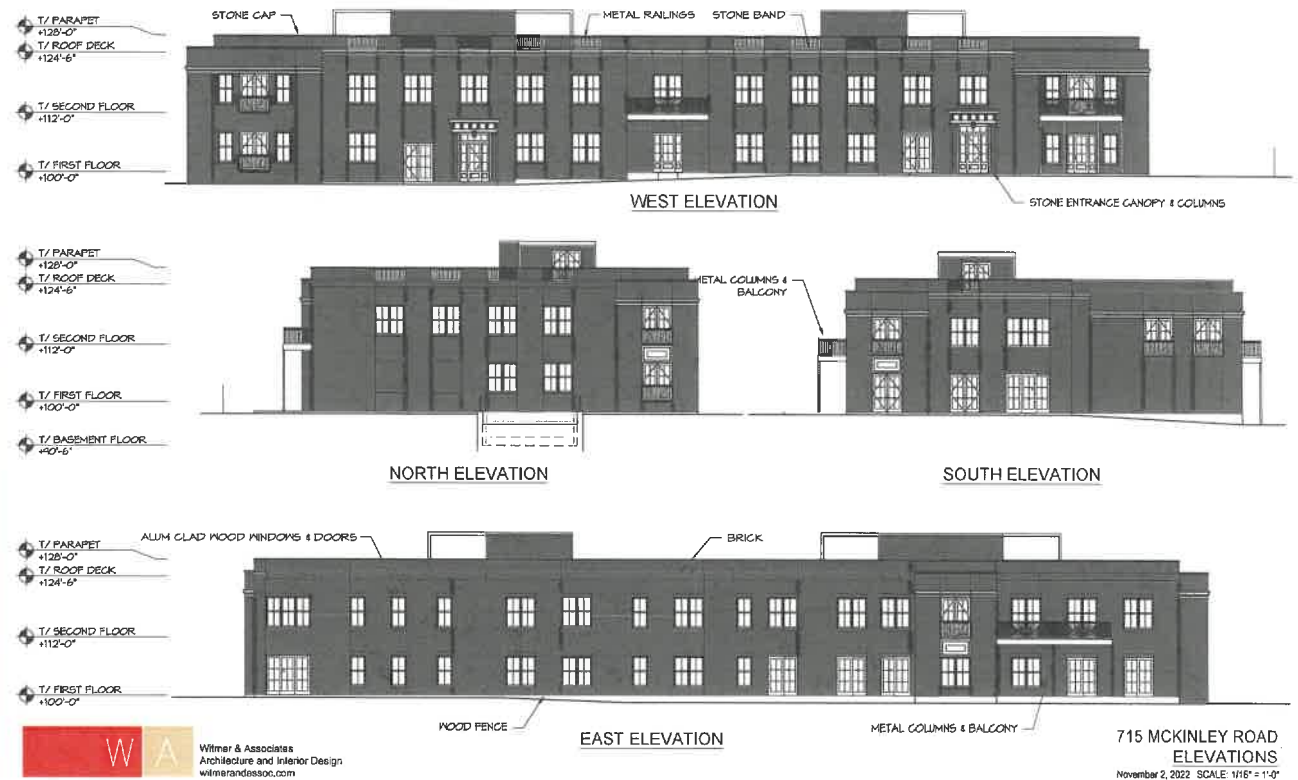 T/ PARAPET
+128'-0"
T/ ROOF DECK
+124'-6"
T/ SECOND FLOOR
+112'-0"
T/ FIRST FLOOR
+100'-0"
STONE CAP
METAL RAILINGS
STONE BAND
WEST ELEVATION
STONE ENTRANCE CANOPY & COLUMNS
T/ PARAPET
+128'-0"
T/ ROOF DECK
+124'-6"
T/ SECOND FLOOR
+112'-0"
T/ FIRST FLOOR
+100'-0"
T/ BASEMENT FLOOR
+90'-6"
METAL COLUMNS &
BALCONY
NORTH ELEVATION
SOUTH ELEVATION
T/ PARAPET
+128'-0"
T/ ROOF DECK
+124'-6"
T/ SECOND FLOOR
+112'-0"
T/ FIRST FLOOR
+100'-0"
ALUM CLAD WOOD WINDOWS & DOORS
BRICK
WOOD FENCE
EAST ELEVATION
METAL COLUMNS & BALCONY
W A
Witmer & Associates
Architecture and Interior Design
witmerandassoc.com
715 MCKINLEY ROAD
ELEVATIONS
November 2, 2022 SCALE: 1/16" = 1'-0"